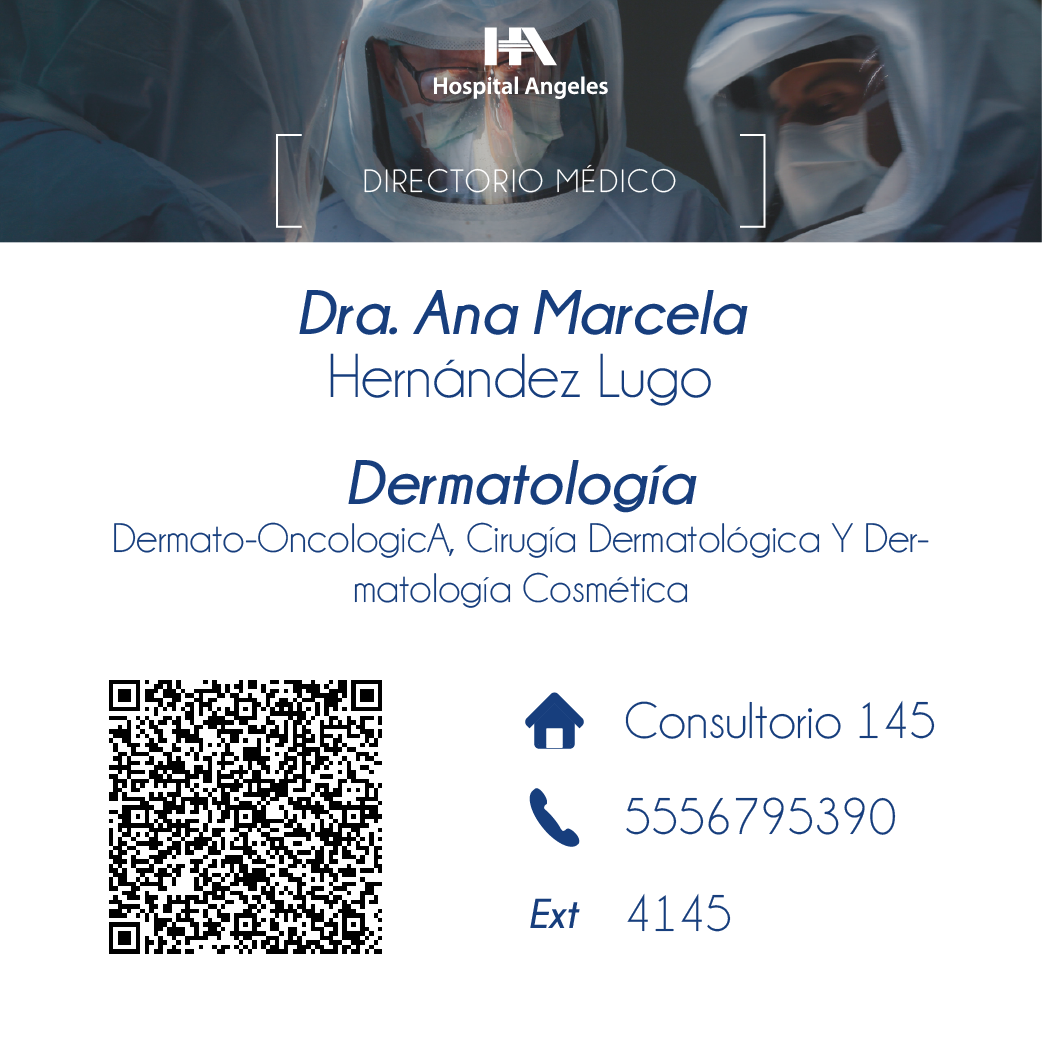 HA
Hospital Angeles
DIRECTORIO MÉDICO
Dra. Ana Marcela
Hernández Lugo
Dermatología
Dermato-OncologicA, Cirugía Dermatológica Y Der-
matología Cosmética
Consultorio 145
5556795390
Ext 4145